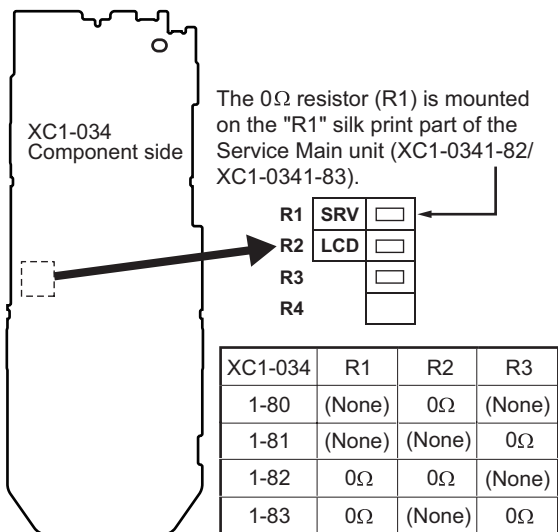 XC1-034
Component side
The 0Ω resistor (R1) is mounted
on the "R1" silk print part of the
Service Main unit (XC1-0341-82/
XC1-0341-83).
R1 SRV
R2 LCD
R3
R4
XC1-034 R1 R2 R3
1-80 (None) 0Ω (None)
1-81 (None) (None) 0Ω
1-82 0Ω 0Ω (None)
1-83 0Ω (None) 0Ω